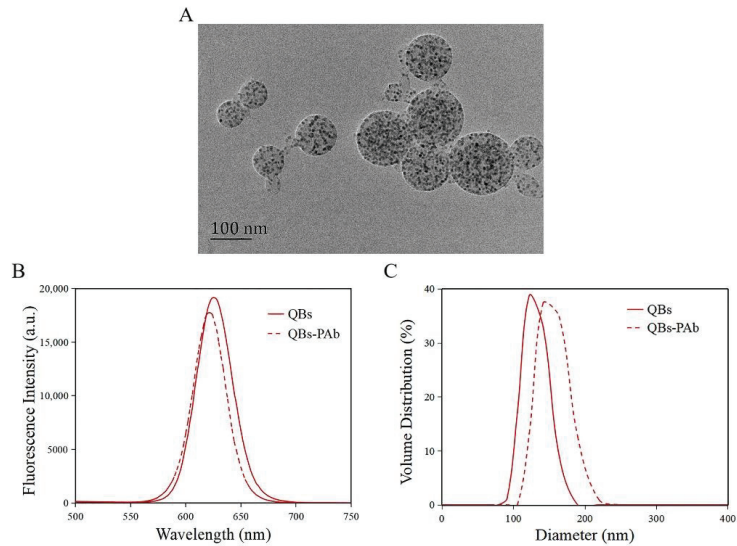 A
100 nm
B
20,000
15,000
10,000
5000
0
500
550
600
650
700
750
Fluorescence Intensity (a.u.)
Wavelength (nm)
QBs
QBs-PAb
C
40
30
20
10
0
0
100
200
300
400
Volume Distribution (%)
Diameter (nm)
QBs
QBs-PAb